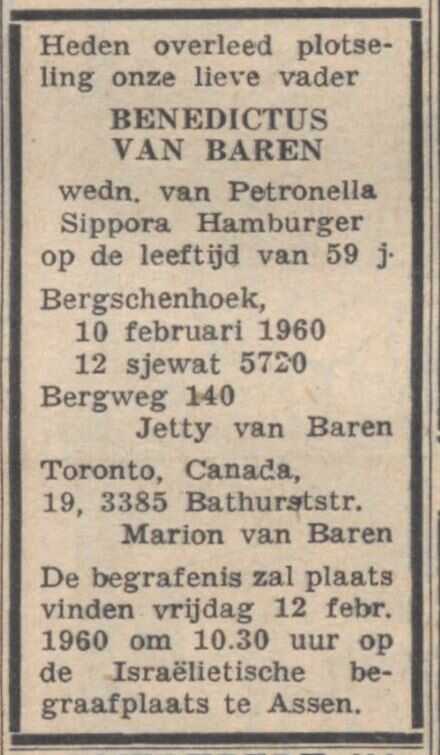 Heden overleed plotse-
ling onze lieve vader
BENEDICTUS
VAN BAREN
wedn. van Petronella
Sippora Hamburger
op de leeftijd van 59 j.
Bergschenhoek,
10 februari 1960
12 sjewat 5720
Bergweg 140
Jetty van Baren
Toronto, Canada,
19, 3385 Bathurststr.
Marion van Baren
De begrafenis zal plaats
vinden vrijdag 12 febr.
1960 om 10.30 uur op
de Israëlietische be-
graafplaats te Assen.